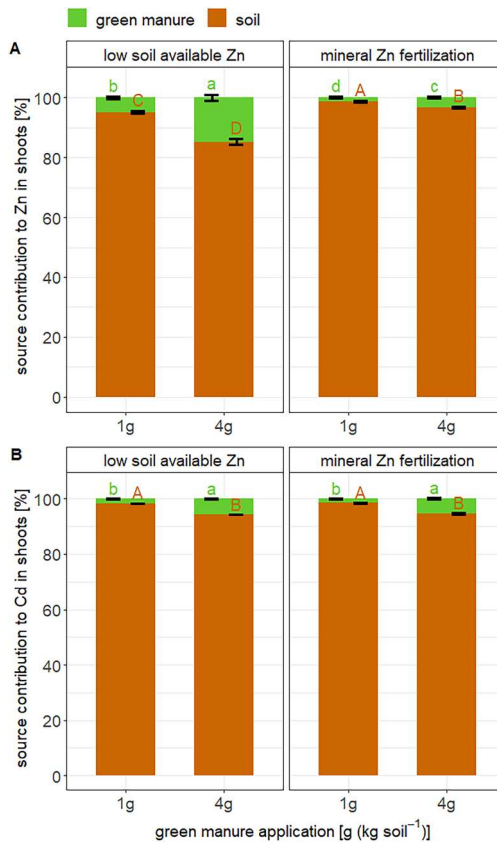 green manure soil
A
low soil available Zn mineral Zn fertilization
source contribution to Zn in shoots [%]
100
80
60
40
20
0
b C a D d A c B
1g 4g 1g 4g
B
low soil available Zn mineral Zn fertilization
source contribution to Cd in shoots [%]
100
80
60
40
20
0
b A a B b A a B
1g 4g 1g 4g
green manure application [g (kg soil⁻¹)]